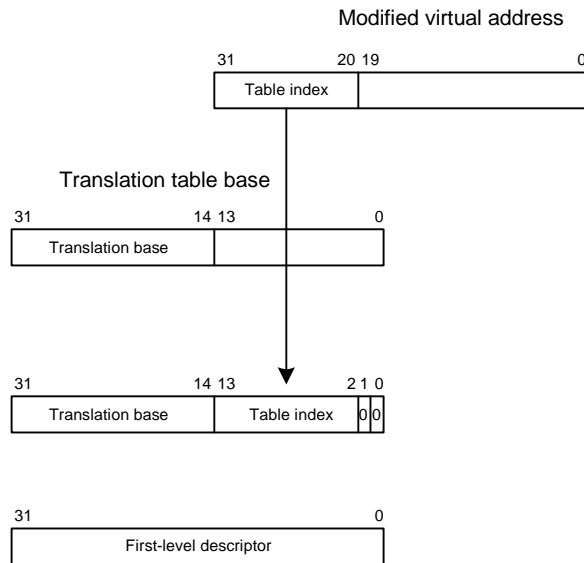 Modified virtual address
31 20 19 0
Table index
Translation table base
31 14 13 0
Translation base
31 14 13 2 1 0
Translation base Table index 0 0
31 0
First-level descriptor